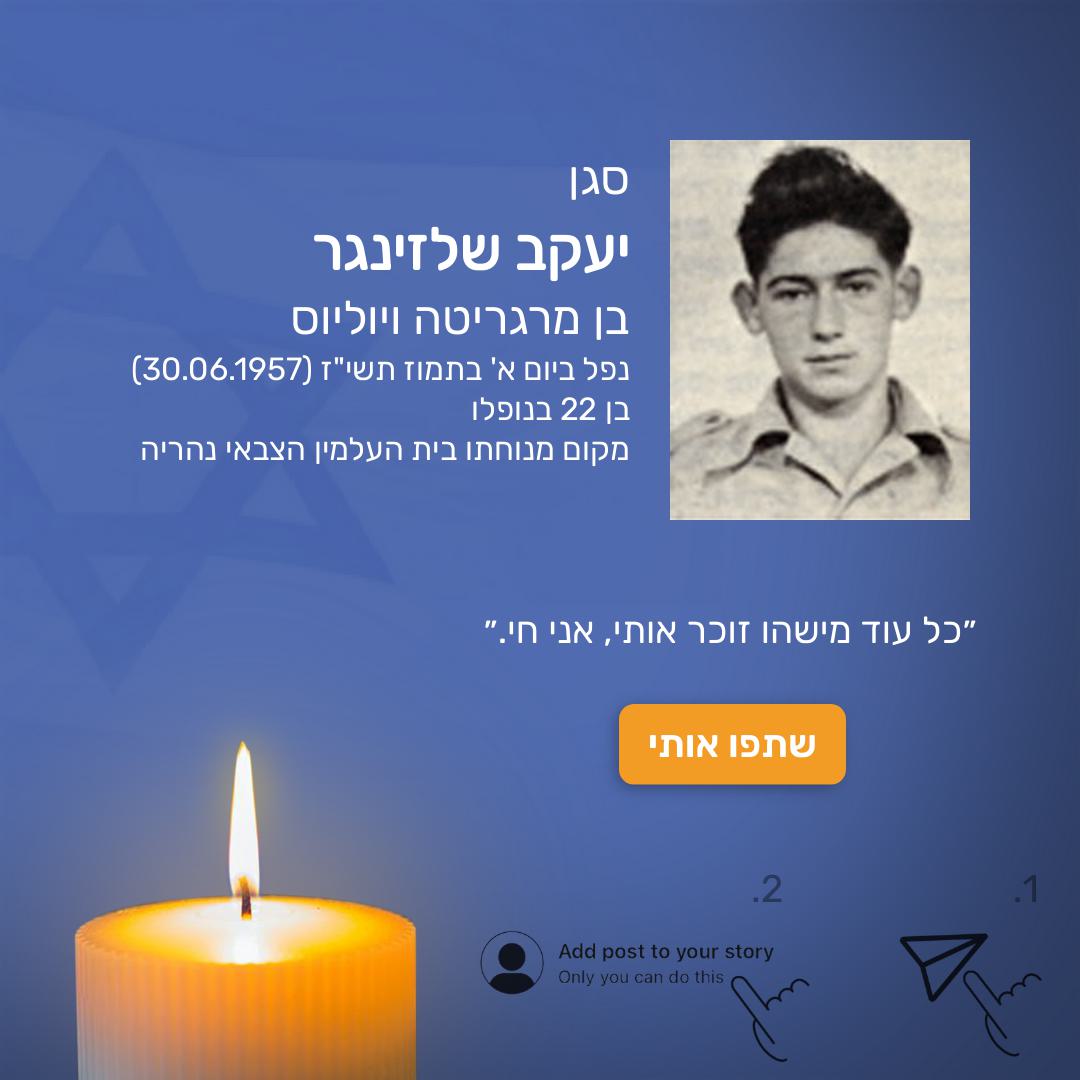 סגן
יעקב שלזינגר
בן מרגריטה ויוליוס
נפל ביום א' בתמוז תשי"ז (30.06.1957)
בן 22 בנופלו
מקום מנוחתו בית העלמין הצבאי נהריה
״כל עוד מישהו זוכר אותי, אני חי.״
שתפו אותי
.1
.2
Add post to your story
Only you can do this